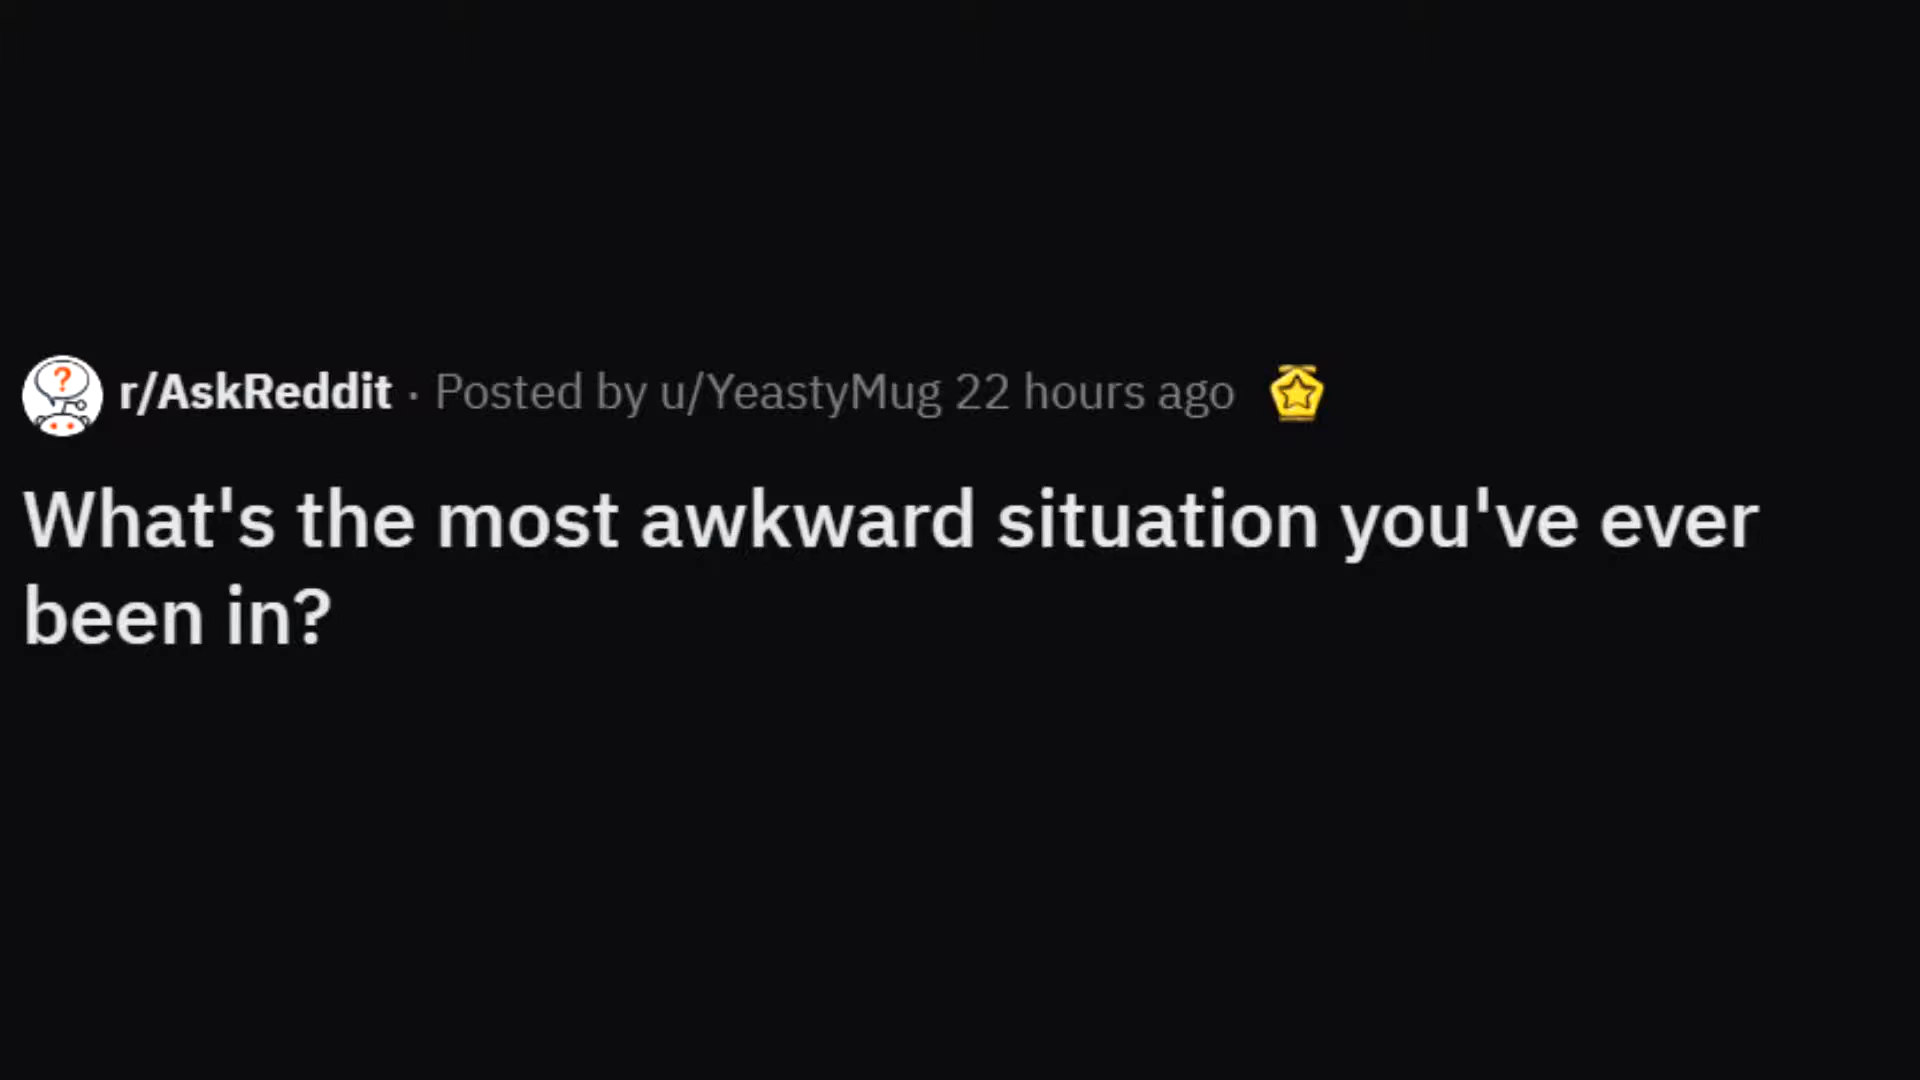 r/AskReddit · Posted by u/YeastyMug 22 hours ago
What's the most awkward situation you've ever
been in?